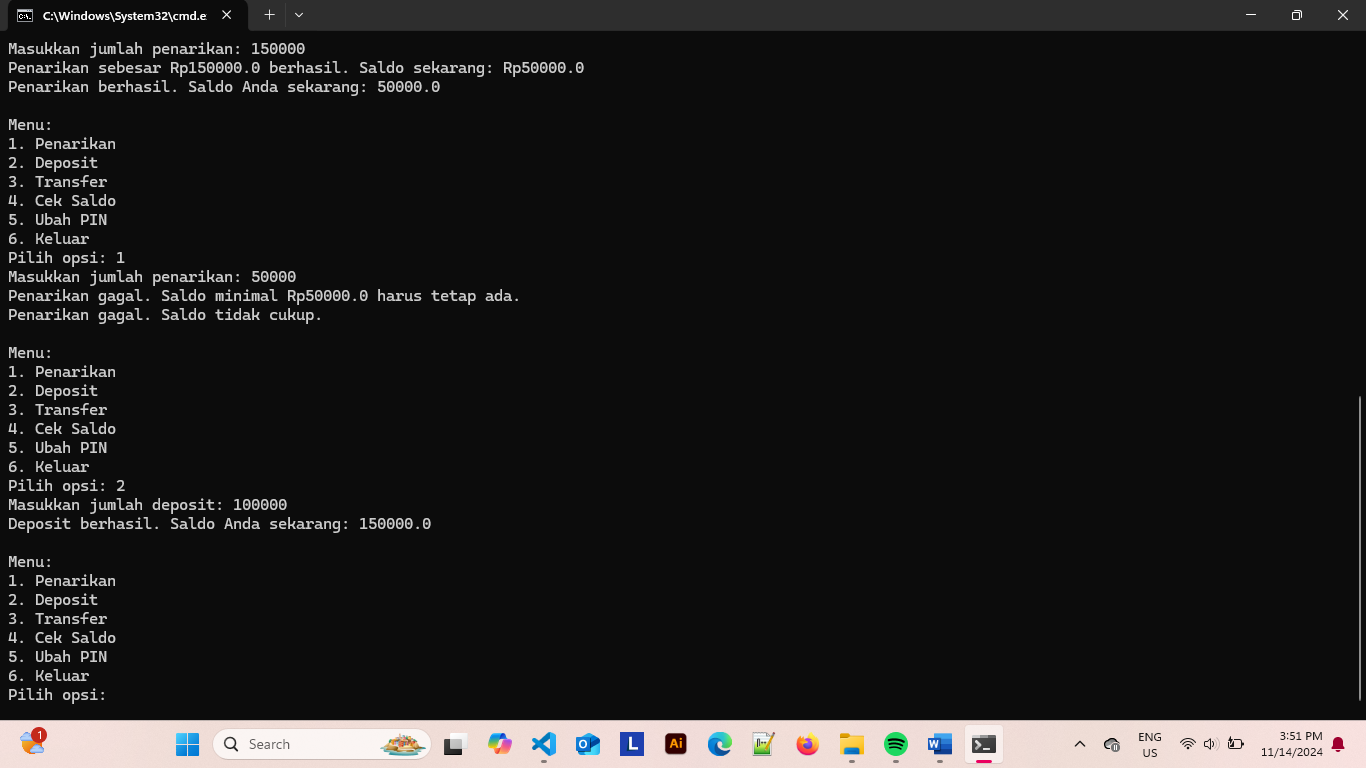 C:\Windows\System32\cmd.e
Masukkan jumlah penarikan: 150000
Penarikan sebesar Rp150000.0 berhasil. Saldo sekarang: Rp50000.0
Penarikan berhasil. Saldo Anda sekarang: 50000.0
Menu:
1. Penarikan
2. Deposit
3. Transfer
4. Cek Saldo
5. Ubah PIN
6. Keluar
Pilih opsi: 1
Masukkan jumlah penarikan: 50000
Penarikan gagal. Saldo minimal Rp50000.0 harus tetap ada.
Penarikan gagal. Saldo tidak cukup.
Menu:
1. Penarikan
2. Deposit
3. Transfer
4. Cek Saldo
5. Ubah PIN
6. Keluar
Pilih opsi: 2
Masukkan jumlah deposit: 100000
Deposit berhasil. Saldo Anda sekarang: 150000.0
Menu:
1. Penarikan
2. Deposit
3. Transfer
4. Cek Saldo
5. Ubah PIN
6. Keluar
Pilih opsi:
1
Search
L
Ai
ENG
US
3:51 PM
11/14/2024